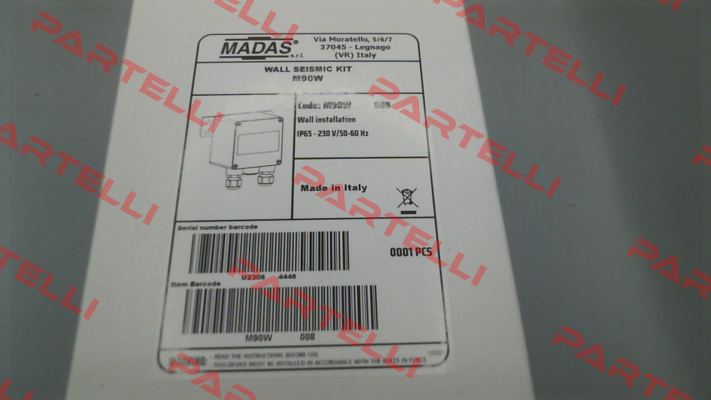 MADAS®
s.r.l.
Via Moratello, 5/6/7
37045 - Legnago
(VR) Italy
WALL SEISMIC KIT
M90W
Code: M90W 008
Wall installation
IP65 - 230 V/50-60 Hz
Made in Italy
Serial number barcode
0001 PCS
U2308 4448
Item Barcode
M90W 008
READ THE INSTRUCTIONS BEFORE USE
THIS DEVICE MUST BE INSTALLED IN ACCORDANCE WITH THE RULES IN FORCE
PARTELLI
PARTELLI
PARTELLI
PARTELLI
PARTELLI
PARTELLI